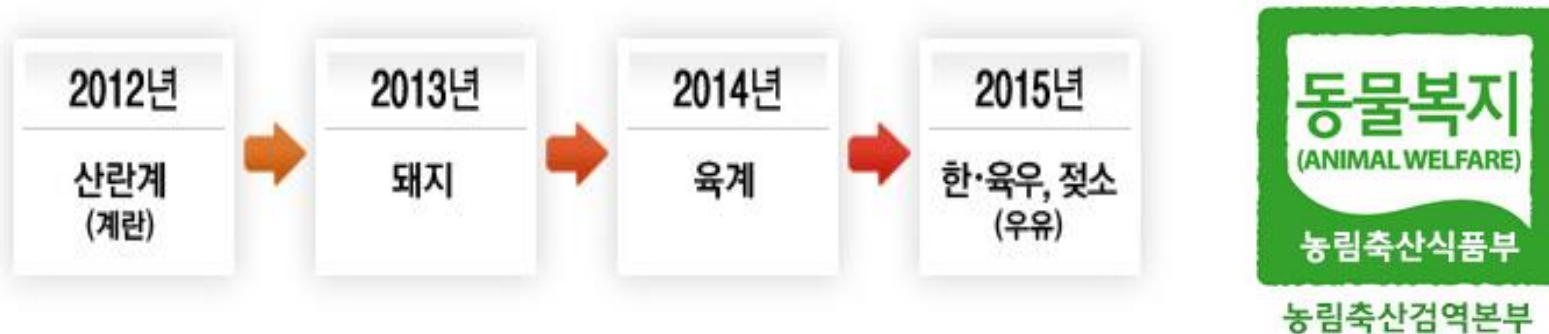 2012년
산란계
(계란)
2013년
돼지
2014년
육계
2015년
한·육우, 젖소
(우유)
동물복지
(ANIMAL WELFARE)
농림축산식품부
농림축산검역본부